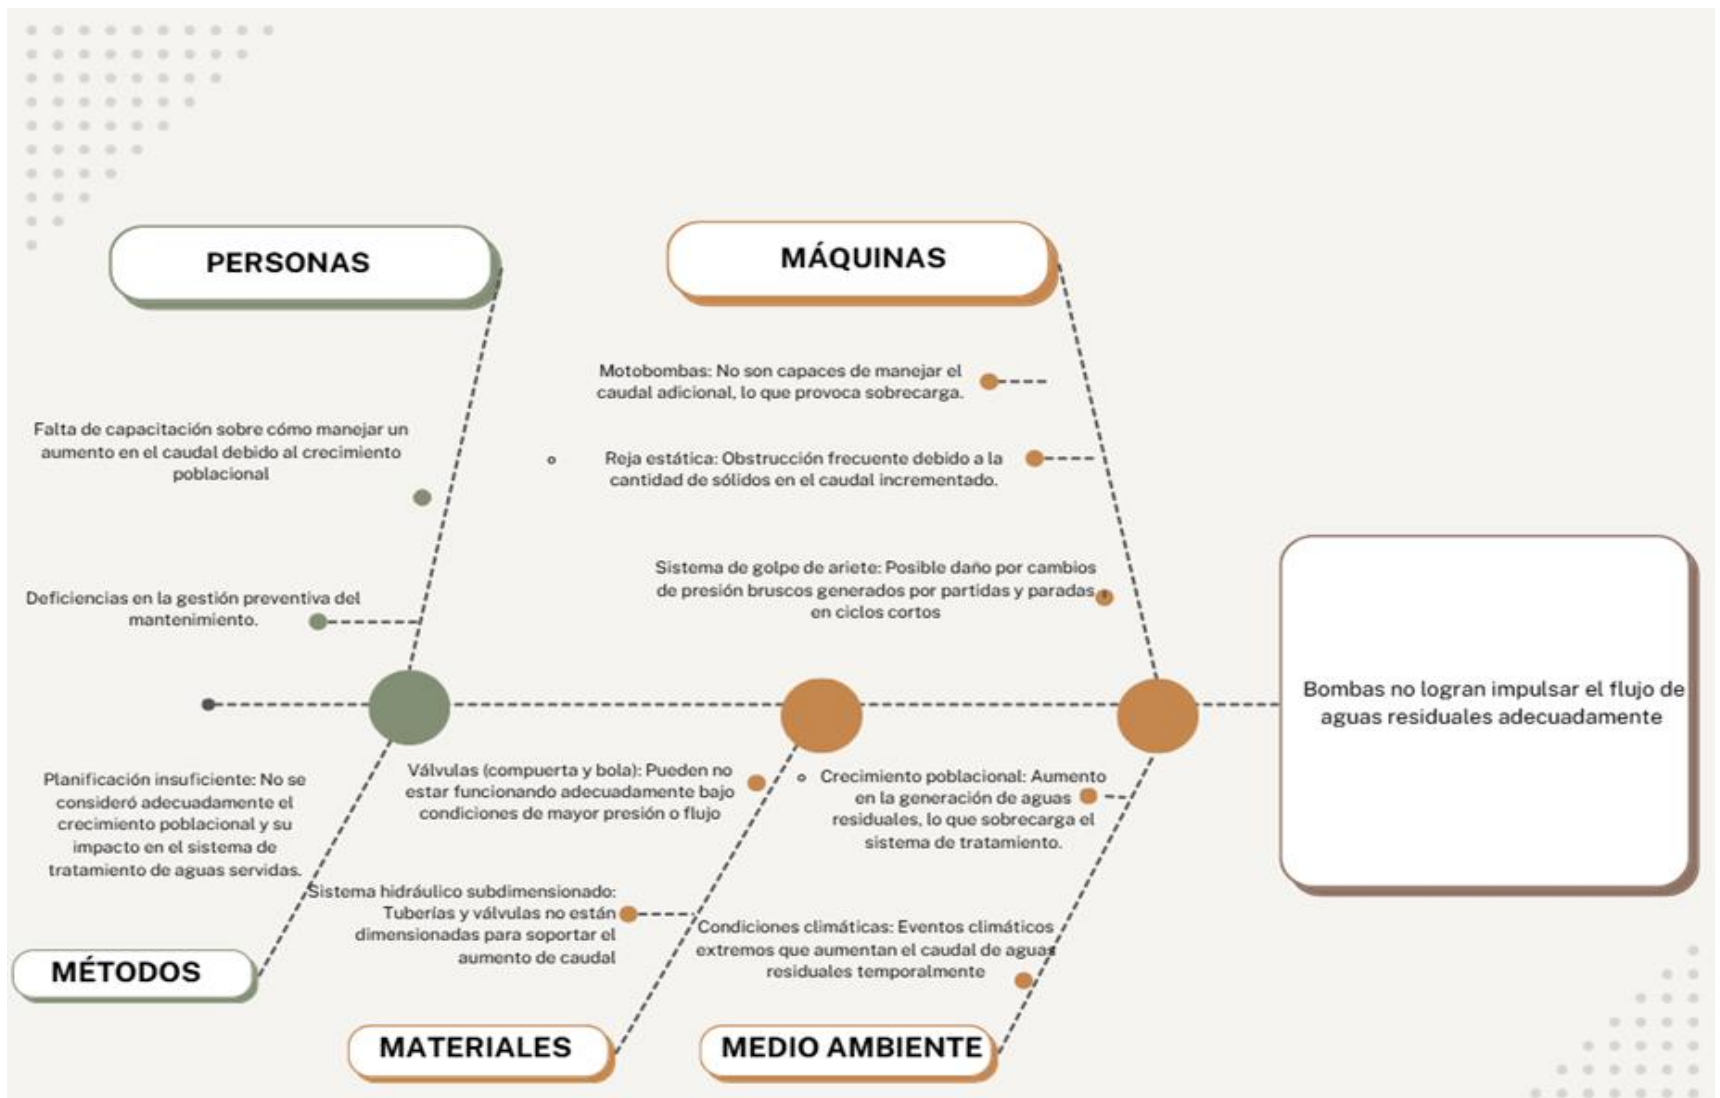 PERSONAS
MÁQUINAS
Motobombas: No son capaces de manejar el
caudal adicional, lo que provoca sobrecarga.
Falta de capacitación sobre cómo manejar un
aumento en el caudal debido al crecimiento
poblacional
Reja estática: Obstrucción frecuente debido a la
cantidad de sólidos en el caudal incrementado.
Sistema de golpe de ariete: Posible daño por cambios
de presión bruscos generados por partidas y paradas
en ciclos cortos
Deficiencias en la gestión preventiva del
mantenimiento.
Bombas no logran impulsar el flujo de
aguas residuales adecuadamente
Planificación insuficiente: No se
consideró adecuadamente el
crecimiento poblacional y su
impacto en el sistema de
tratamiento de aguas servidas.
Válvulas (compuerta y bola): Pueden no
estar funcionando adecuadamente bajo
condiciones de mayor presión o flujo
Crecimiento poblacional: Aumento
en la generación de aguas
residuales, lo que sobrecarga el
sistema de tratamiento.
Sistema hidráulico subdimensionado:
Tuberías y válvulas no están
dimensionadas para soportar el
aumento de caudal
Condiciones climáticas: Eventos climáticos
extremos que aumentan el caudal de aguas
residuales temporalmente
MÉTODOS
MATERIALES
MEDIO AMBIENTE